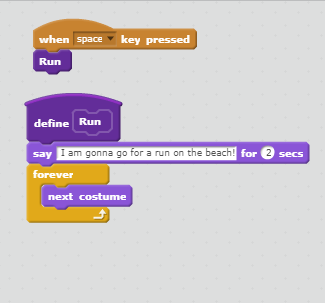 when space key pressed
Run
define Run
say I am gonna go for a run on the beach! for 2 secs
forever
next costume